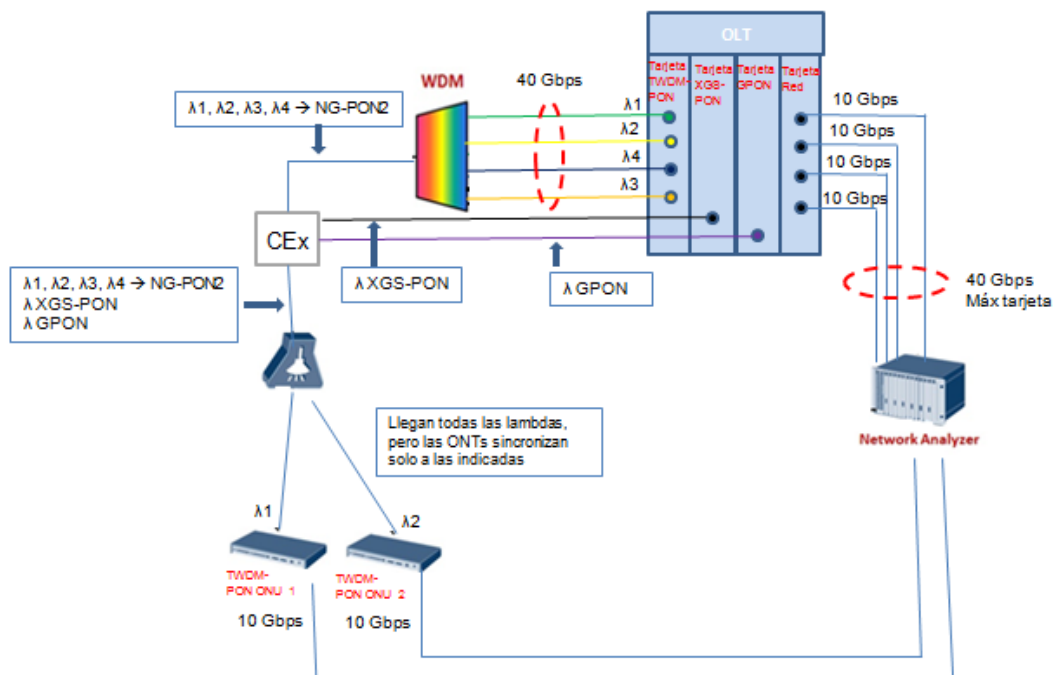 OLT
WDM
40 Gbps
Tarjeta
TWDM-
PON
Tarjeta
XGS-
PON
Tarjeta
GPON
Tarjeta
Red
10 Gbps
10 Gbps
10 Gbps
10 Gbps
λ1, λ2, λ3, λ4 → NG-PON2
λ1
λ2
λ4
λ3
CEx
λ1, λ2, λ3, λ4 → NG-PON2
λ XGS-PON
λ GPON
λ XGS-PON
λ GPON
40 Gbps
Máx tarjeta
Llegan todas las lambdas,
pero las ONTs sincronizan
solo a las indicadas
Network Analyzer
λ1
λ2
TWDM-
PON ONU 1
TWDM-
PON ONU 2
10 Gbps
10 Gbps